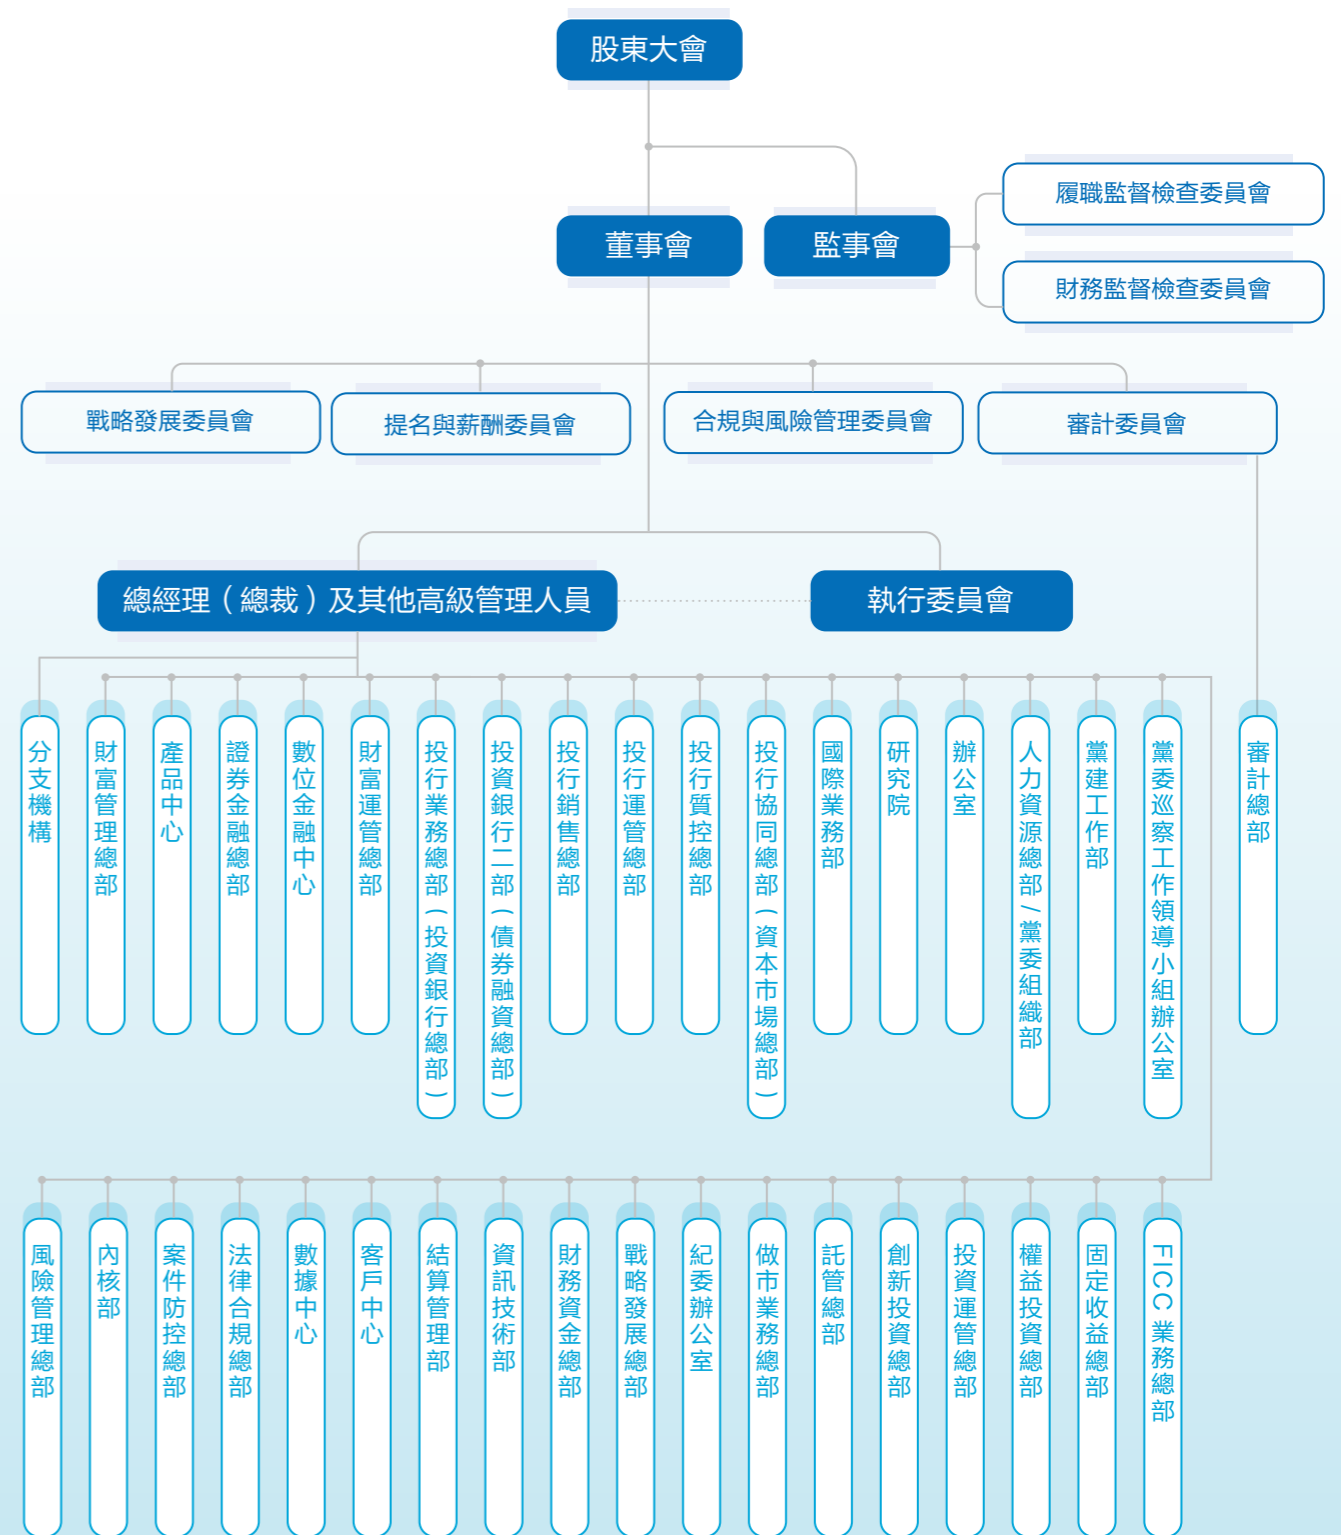 股東大會
董事會
監事會
履職監督檢查委員會
財務監督檢查委員會
戰略發展委員會
提名與薪酬委員會
合規與風險管理委員會
審計委員會
總經理（總裁）及其他高級管理人員
執行委員會
分支機構
財富管理總部
產品中心
證券金融總部
數位金融中心
財富運管總部
投行業務總部（投資銀行總部）
投資銀行二部（債券融資總部）
投行銷售總部
投行運管總部
投行質控總部
投行協同總部（資本市場總部）
國際業務部
研究院
辦公室
人力資源總部/黨委組織部
黨建工作部
黨委巡察工作領導小組辦公室
審計總部
風險管理總部
內核部
案件防控總部
法律合規總部
數據中心
客戶中心
結算管理部
資訊技術部
財務資金總部
戰略發展總部
紀委辦公室
做市業務總部
託管總部
創新投資總部
投資運管總部
權益投資總部
固定收益總部
FICC 業務總部